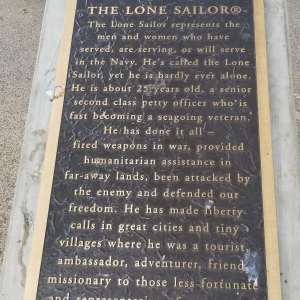 THE LONE SAILOR®
The Lone Sailor represents the
men and women who have
served, are serving, or will serve
in the Navy. He's called the Lone
Sailor, yet he is hardly ever alone.
He is about 25 years old, a senior
second class petty officer who is
fast becoming a seagoing veteran.
He has done it all —
fired weapons in war, provided
humanitarian assistance in
far-away lands, been attacked by
the enemy and defended our
freedom. He has made liberty
calls in great cities and tiny
villages where he was a tourist,
ambassador, adventurer, friend,
missionary to those less fortunate
and